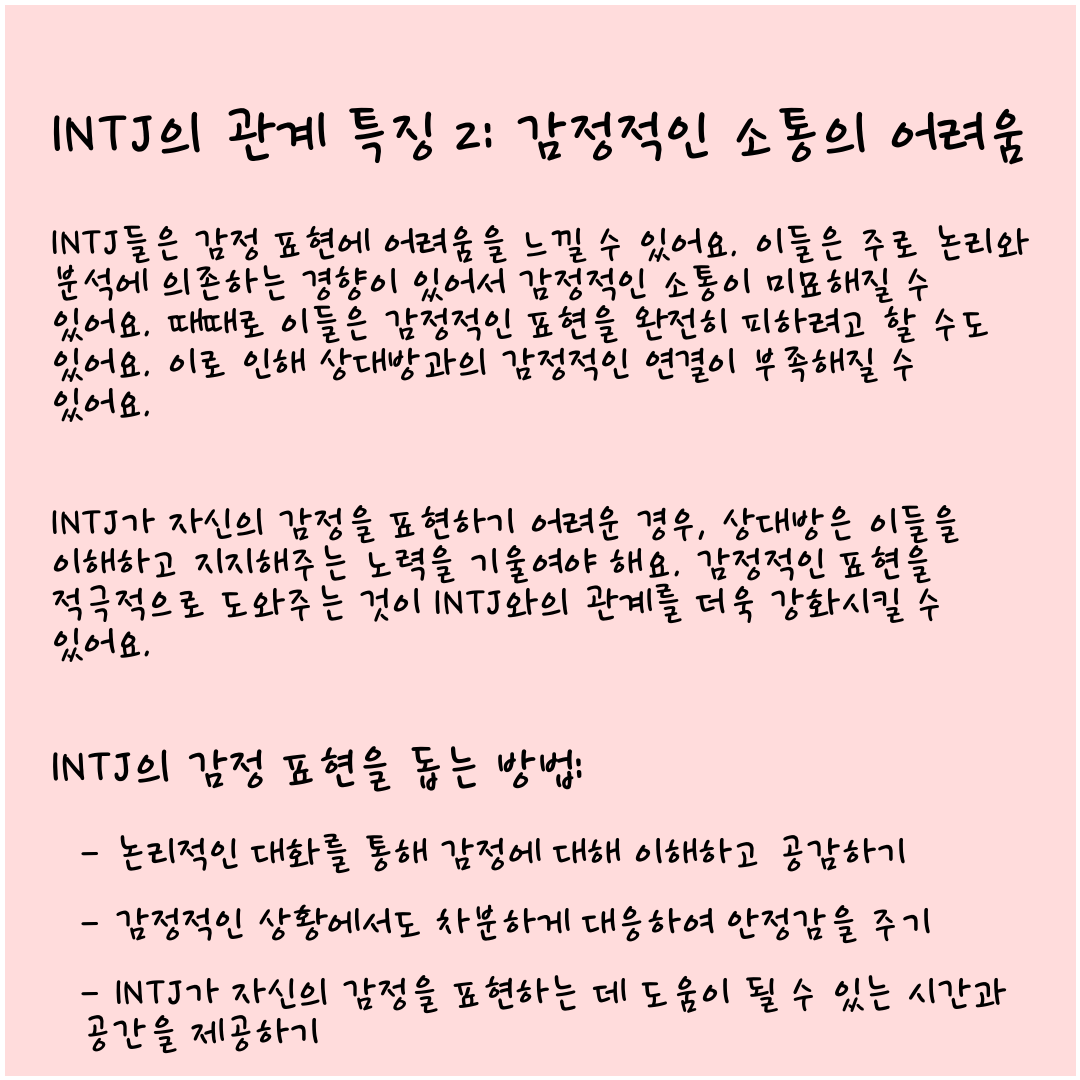 INTJ의 관계 특징 2: 감정적인 소통의 어려움
INTJ들은 감정 표현에 어려움을 느낄 수 있어요. 이들은 주로 논리와
분석에 의존하는 경향이 있어서 감정적인 소통이 미묘해질 수
있어요. 때때로 이들은 감정적인 표현을 완전히 피하려고 할 수도
있어요. 이로 인해 상대방과의 감정적인 연결이 부족해질 수
있어요.
INTJ가 자신의 감정을 표현하기 어려운 경우, 상대방은 이들을
이해하고 지지해주는 노력을 기울여야 해요. 감정적인 표현을
적극적으로 도와주는 것이 INTJ와의 관계를 더욱 강화시킬 수
있어요.
INTJ의 감정 표현을 돕는 방법:
- 논리적인 대화를 통해 감정에 대해 이해하고 공감하기
- 감정적인 상황에서도 차분하게 대응하여 안정감을 주기
- INTJ가 자신의 감정을 표현하는 데 도움이 될 수 있는 시간과
공간을 제공하기